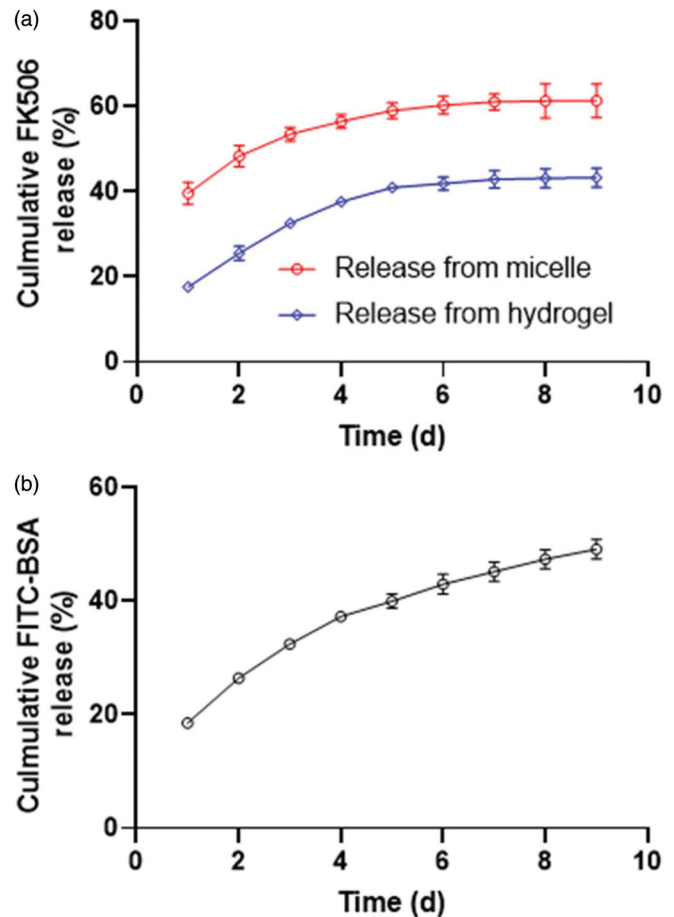 (a)
Culmulative FK506
release (%)
80
60
40
20
0
Release from micelle
Release from hydrogel
0 2 4 6 8 10
Time (d)
(b)
Culmulative FITC-BSA
release (%)
60
40
20
0
0 2 4 6 8 10
Time (d)